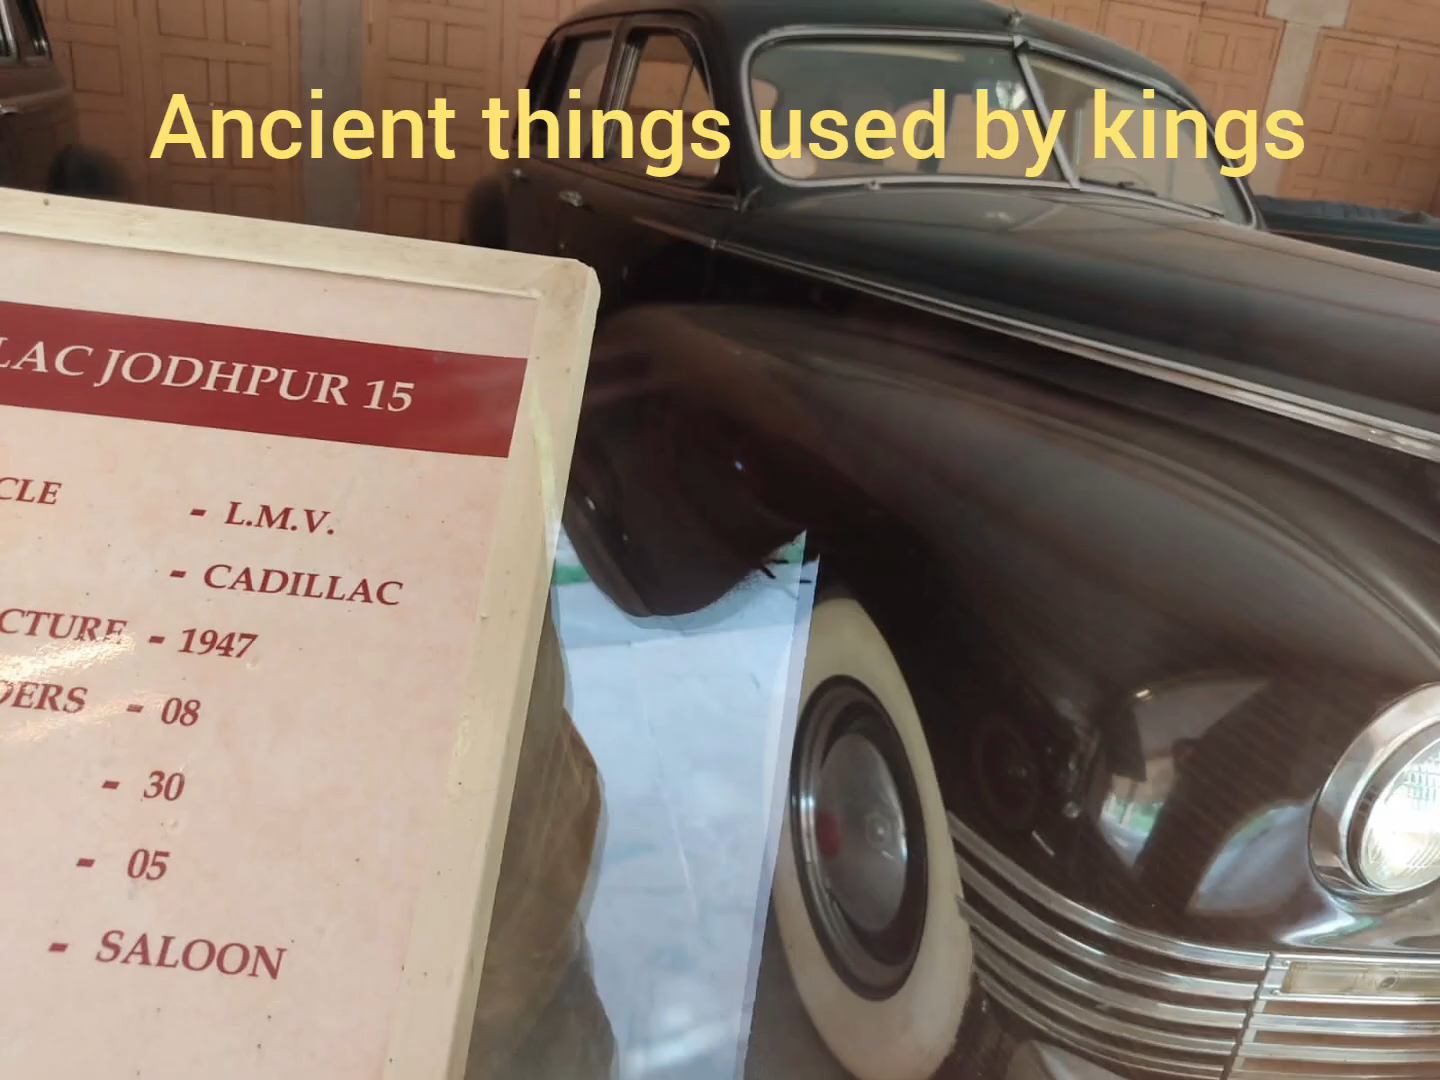 Ancient things used by kings
LAC JODHPUR 15
CLE - L.M.V.
- CADILLAC
CTURE - 1947
DERS - 08
- 30
- 05
- SALOON